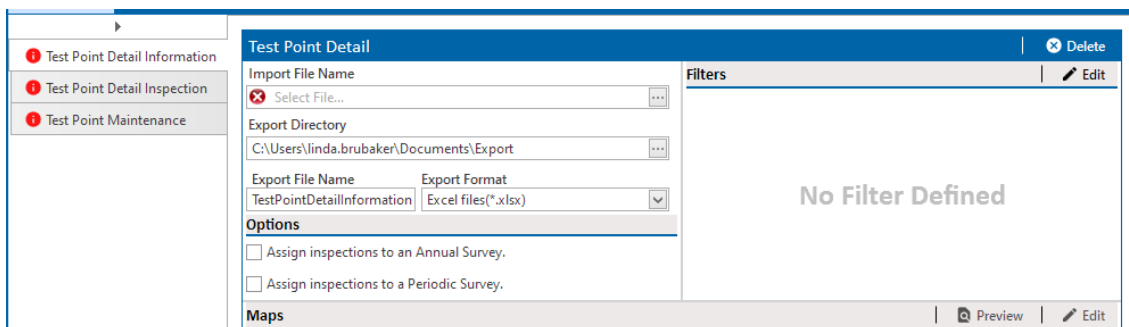 Test Point Detail Information
Test Point Detail Inspection
Test Point Maintenance
Test Point Detail
Delete
Import File Name
Select File...
Export Directory
C:\Users\linda.brubaker\Documents\Export
Export File Name Export Format
TestPointDetailInformation Excel files(*.xlsx)
Options
Assign inspections to an Annual Survey.
Assign inspections to a Periodic Survey.
Filters Edit
No Filter Defined
Maps Preview Edit